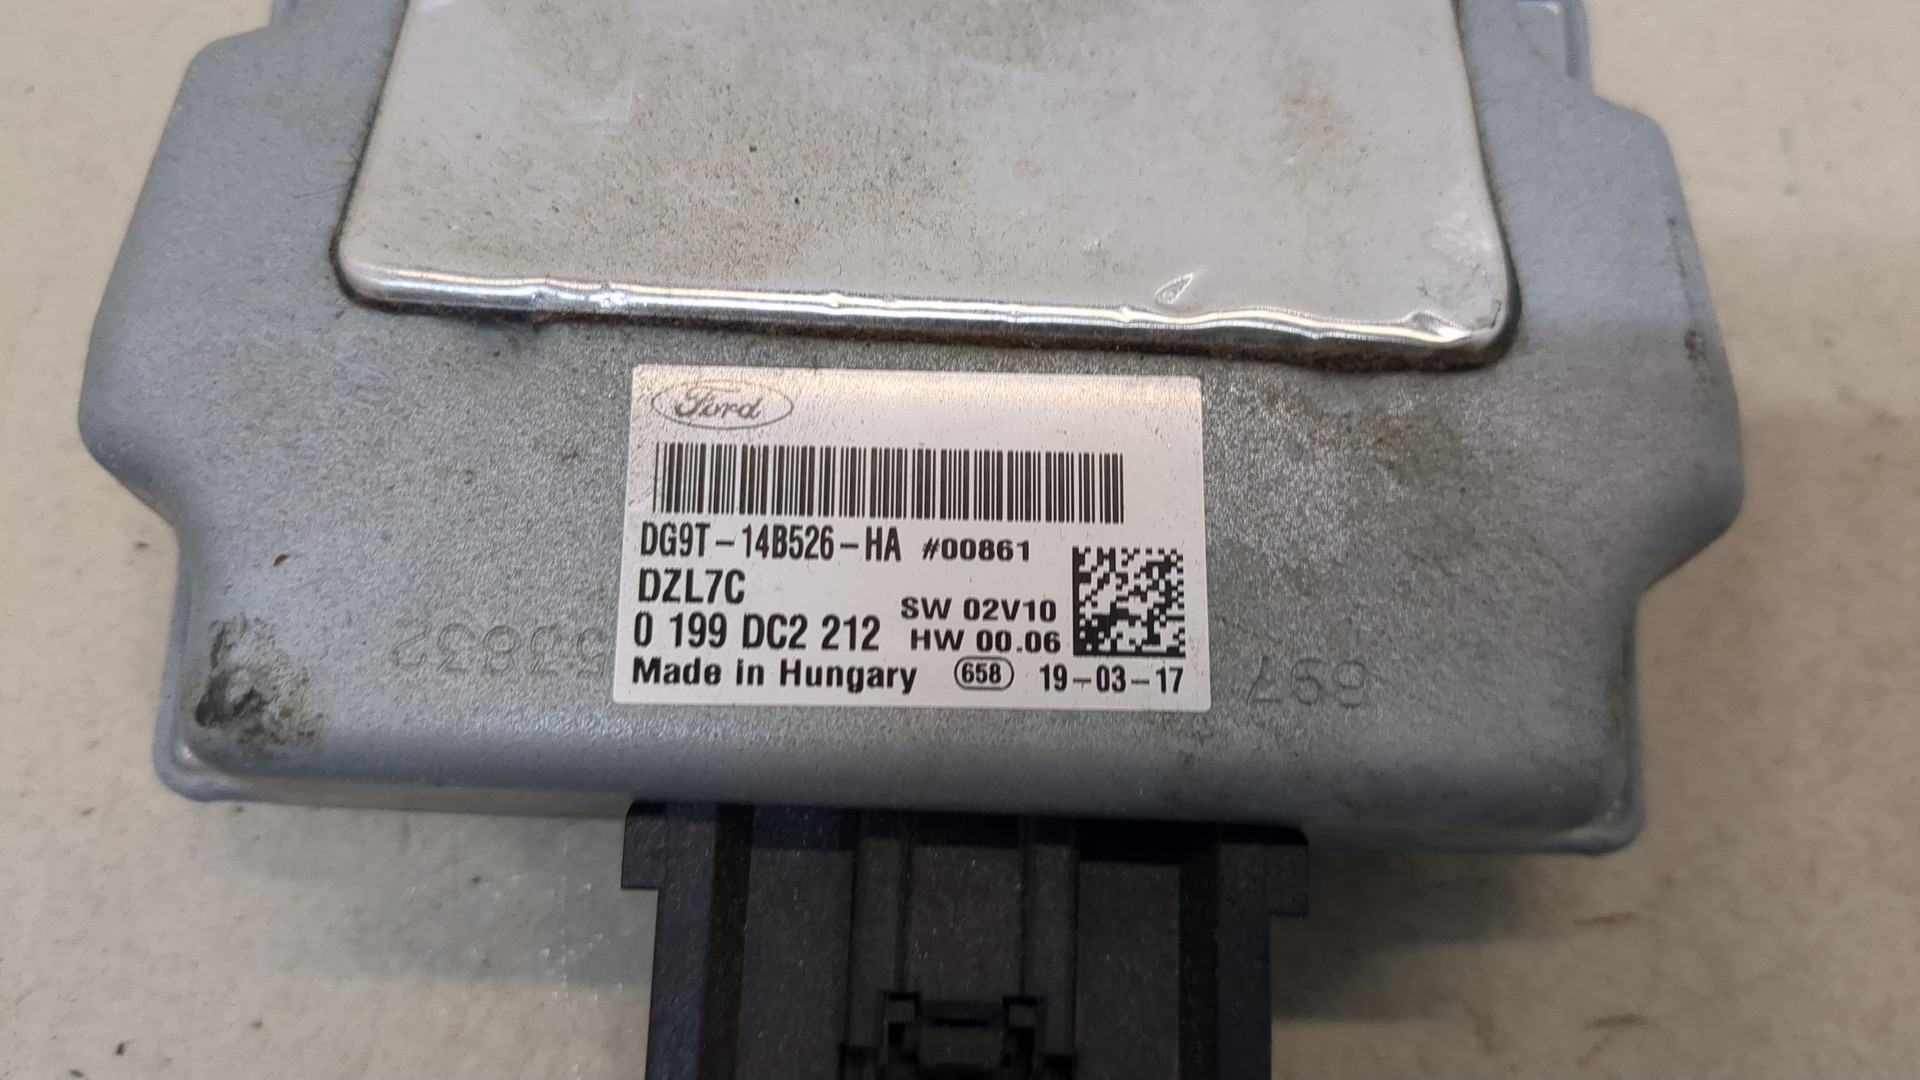 Ford
DG9T-14B526-HA #00861
DZL7C
SW 02V10
0 199 DC2 212 HW 00.06
Made in Hungary 658 19-03-17
697